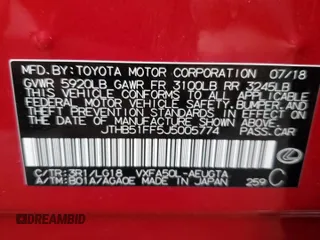 MFD. BY: TOYOTA MOTOR CORPORATION 07/18
GVWR 5920LB GAWR FR 3100LB RR 3245LB
THIS VEHICLE CONFORMS TO ALL APPLICABLE
FEDERAL MOTOR VEHICLE SAFETY,BUMPER,AND
THEFT PREVENTION STANDARDS IN EFFECT ON
THE DATE OF MANUFACTURE SHOWN ABOVE.
JTHB51FF5J5005774 PASS.CAR
C/TR: 3R1/LG18 VXFA50L-AEUGTA
A/TM: B01A/AGA0E MADE IN JAPAN 259 C
DREAMBID